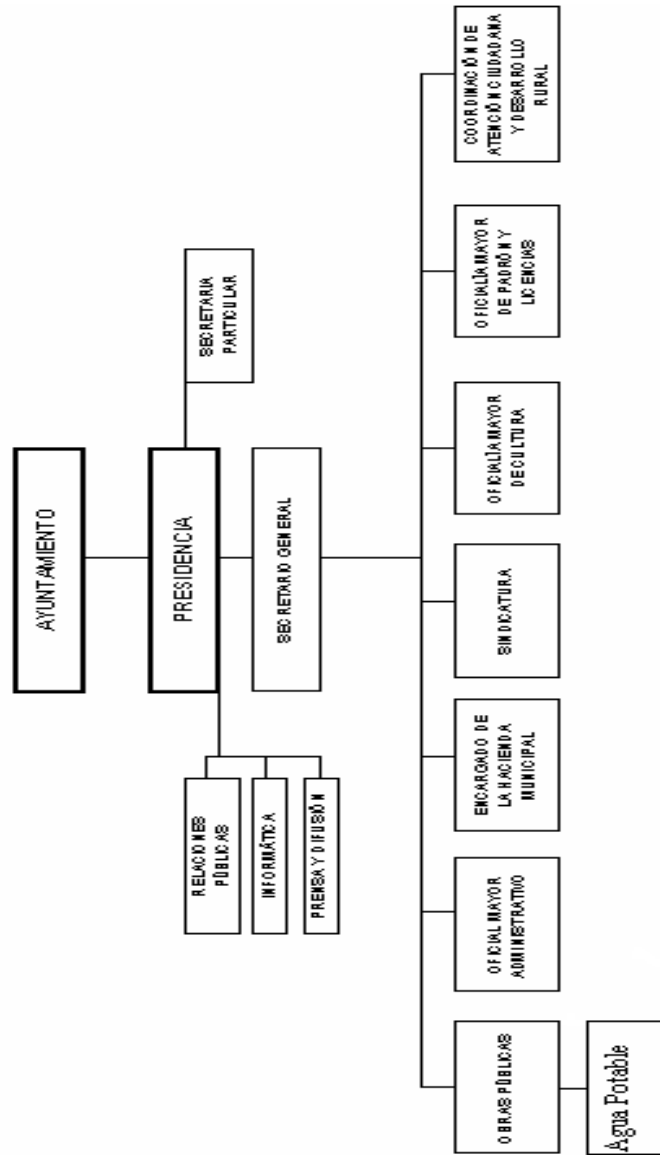 AYUNTAMIENTO
PRESIDENCIA
SECRETARIA
PARTICULAR
SECRETARIO GENERAL
RELACIONES
PÚBLICAS
INFORMÁTICA
PRENSA Y DIFUSIÓN
OBRAS PÚBLICAS
OFICIAL MAYOR
ADMINISTRATIVO
ENCARGADO DE
LA HACIENDA
MUNICIPAL
SINDICATURA
OFICIALÍA MAYOR
DE CULTURA
OFICIALÍA MAYOR
DE PADRÓN Y
LICENCIAS
COORDINACIÓN DE
ATENCIÓN CIUDADANA
Y DESARROLLO
RURAL
Agua Potable